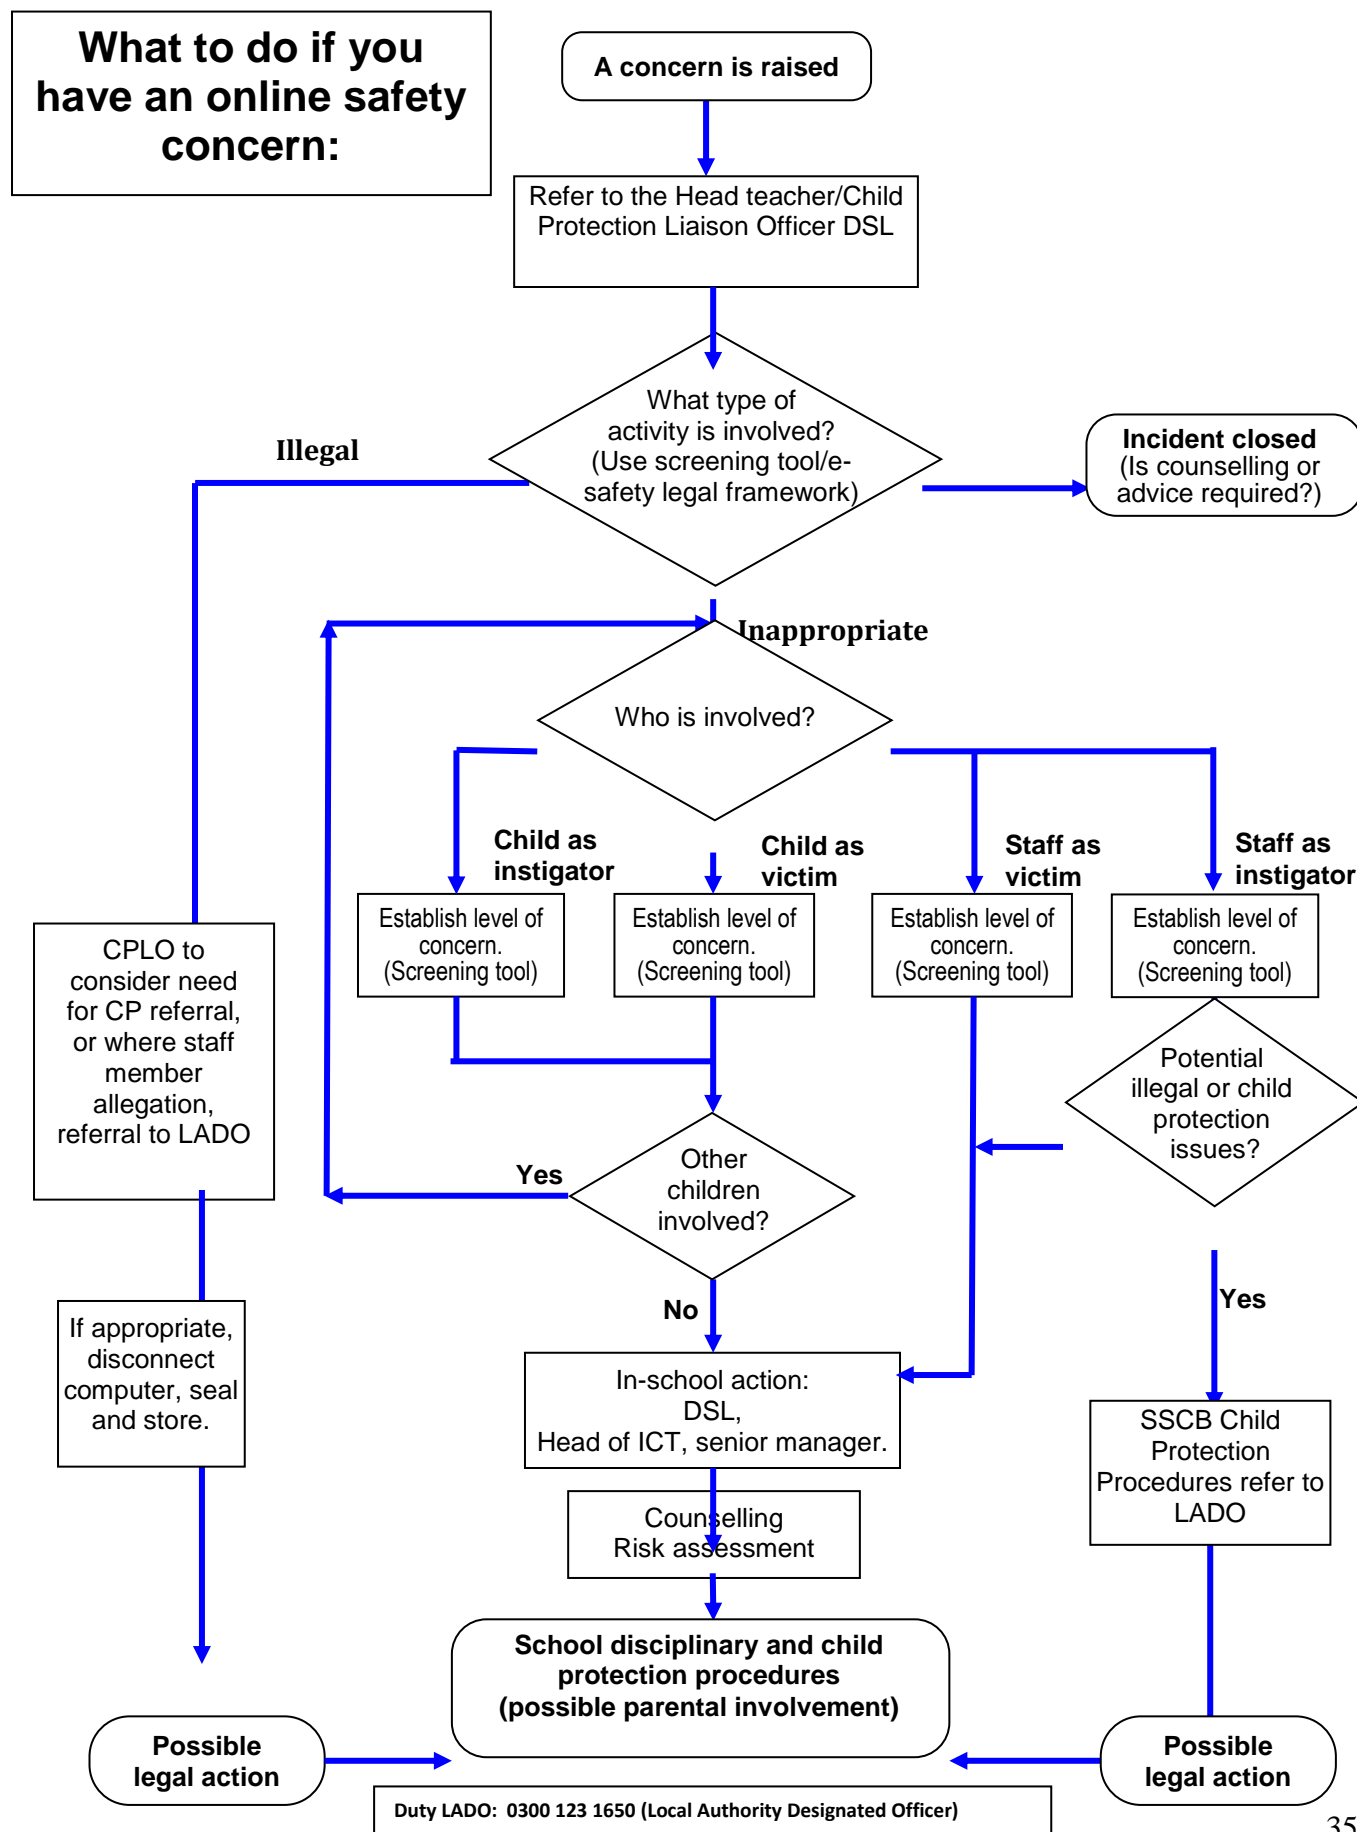 What to do if you
have an online safety
concern:
A concern is raised
Refer to the Head teacher/Child
Protection Liaison Officer DSL
What type of
activity is involved?
(Use screening tool/e-
safety legal framework)
Illegal
Incident closed
(Is counselling or
advice required?)
Inappropriate
Who is involved?
Child as
instigator
Child as
victim
Staff as
victim
Staff as
instigator
Establish level of
concern.
(Screening tool)
Establish level of
concern.
(Screening tool)
Establish level of
concern.
(Screening tool)
Establish level of
concern.
(Screening tool)
CPLO to
consider need
for CP referral,
or where staff
member
allegation,
referral to LADO
Potential
illegal or child
protection
issues?
Other
children
involved?
Yes
No
Yes
If appropriate,
disconnect
computer, seal
and store.
In-school action:
DSL,
Head of ICT, senior manager.
SSCB Child
Protection
Procedures refer to
LADO
Counselling
Risk assessment
School disciplinary and child
protection procedures
(possible parental involvement)
Possible
legal action
Possible
legal action
Duty LADO: 0300 123 1650 (Local Authority Designated Officer)
35